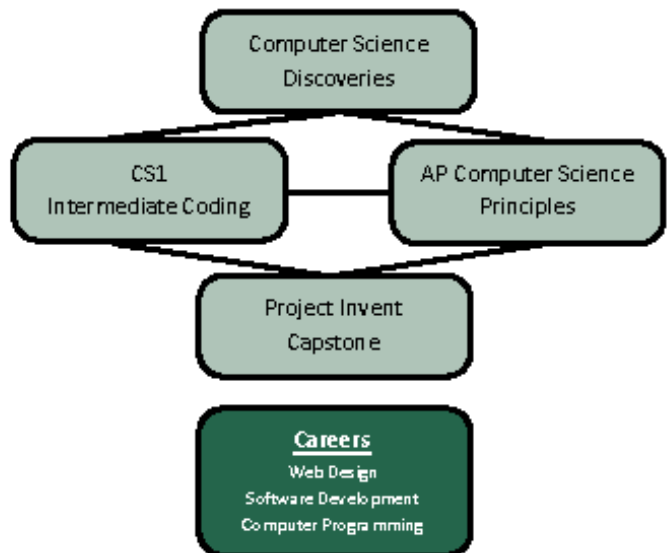 Computer Science
Discoveries
CS1
Intermediate Coding
AP Computer Science
Principles
Project Invent
Capstone
Careers
Web Design
Software Development
Computer Programming